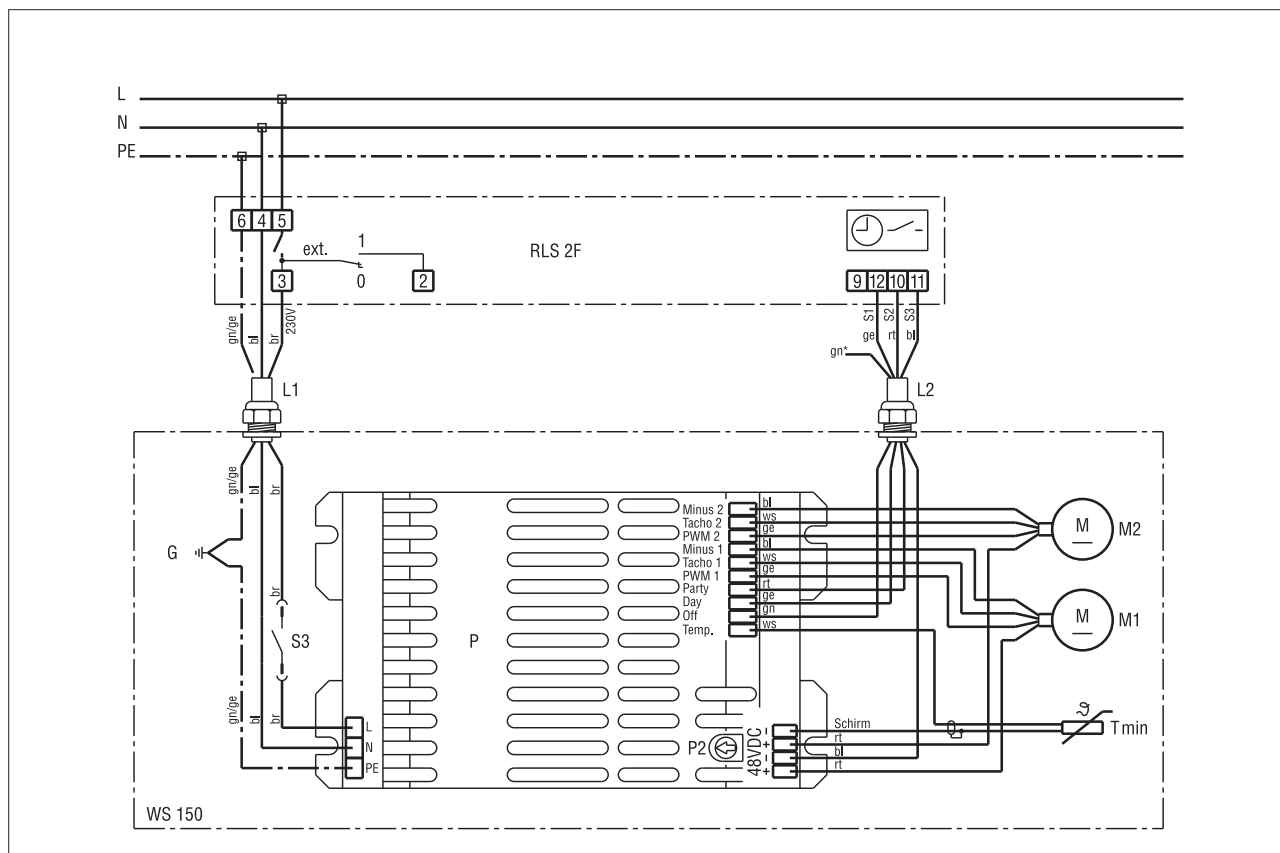 L
N
PE
6 4 5
ext.
1
0
3
2
RLS 2F
9 12 10 11
gn/ge
bl
br
230V
S1
S2
S3
ge
rt
bl
gn*
L1
L2
gn/ge
bl
br
G
br
S3
gn/ge
bl
br
L
N
PE
P
Minus 2
Tacho 2
PWM 2
Minus 1
Tacho 1
PWM 1
Party
Day
Off
Temp.
bl
ws
ge
bl
ws
ge
rt
ge
gn
ws
M
M2
M
M1
P2
48VDC
-
+
-
+
Schirm
rt
bl
rt
ϑ
Tmin
WS 150